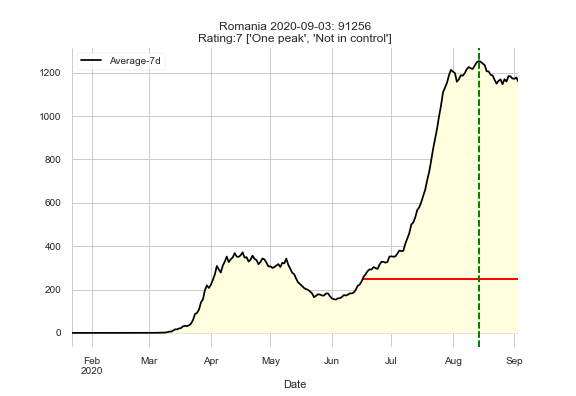 Romania 2020-09-03: 91256
Rating:7 ['One peak', 'Not in control']
Average-7d
1200
1000
800
600
400
200
0
Feb
2020
Mar
Apr
May
Jun
Jul
Aug
Sep
Date